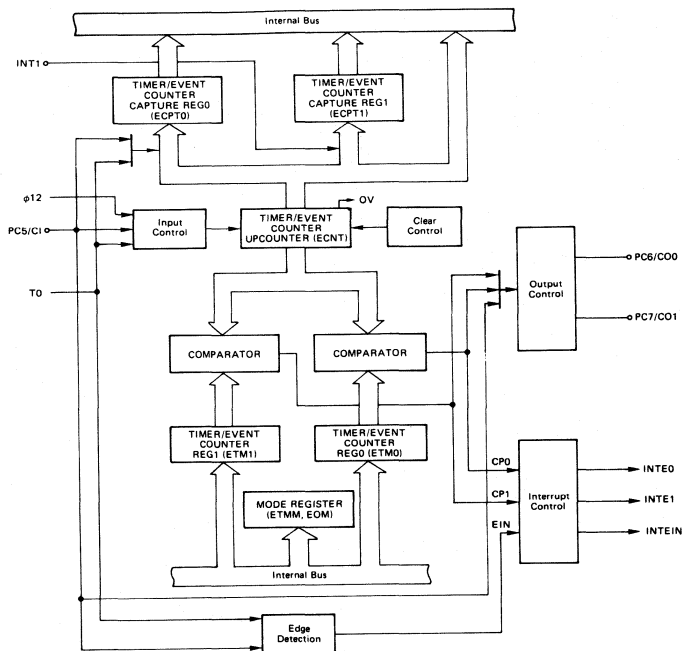 Internal Bus
INT1
TIMER/EVENT
COUNTER
CAPTURE REG0
(ECPT0)
TIMER/EVENT
COUNTER
CAPTURE REG1
(ECPT1)
φ12
PC5/CI
T0
Input
Control
OV
TIMER/EVENT
COUNTER
UPCOUNTER (ECNT)
Clear
Control
Output
Control
PC6/CO0
PC7/CO1
COMPARATOR
COMPARATOR
TIMER/EVENT
COUNTER
REG1 (ETM1)
TIMER/EVENT
COUNTER
REG0 (ETM0)
MODE REGISTER
(ETMM, EOM)
CP0
CP1
EIN
Interrupt
Control
INTE0
INTE1
INTEIN
Internal Bus
Edge
Detection